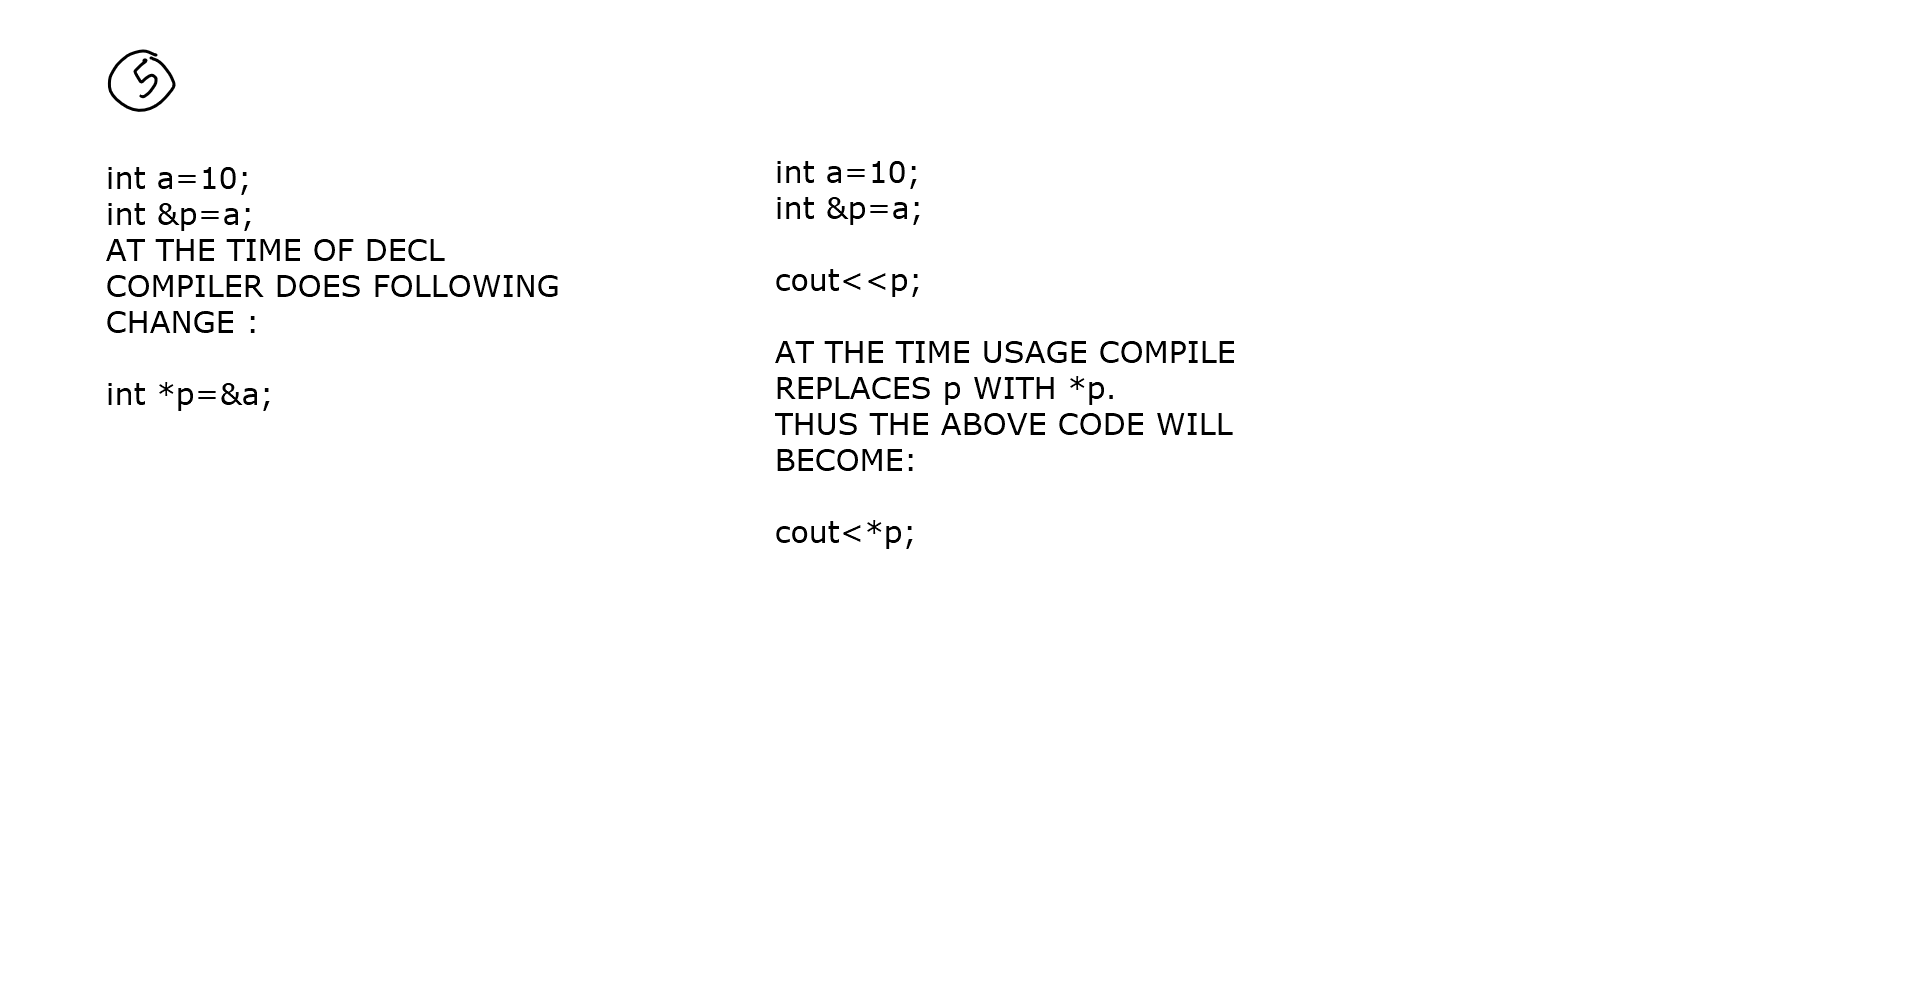 5
int a=10;
int &p=a;
AT THE TIME OF DECL
COMPILER DOES FOLLOWING
CHANGE :
int *p=&a;
int a=10;
int &p=a;
cout<<p;
AT THE TIME USAGE COMPILE
REPLACES p WITH *p.
THUS THE ABOVE CODE WILL
BECOME:
cout<*p;